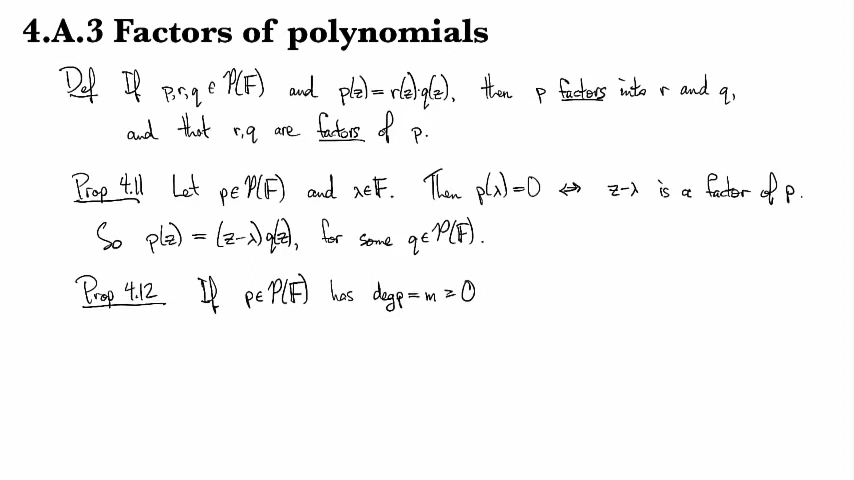 4.A.3 Factors of polynomials
Def If p,r,q ∈ 𝒫(𝔽) and p(z)=r(z)·q(z), then p factors into r and q,
and that r,q are factors of p.
Prop 4.11 Let p∈𝒫(𝔽) and λ∈𝔽. Then p(λ)=0 ⇔ z-λ is a factor of p.
So p(z) = (z-λ)q(z), for some q∈𝒫(𝔽).
Prop 4.12 If p∈𝒫(𝔽) has deg p = m ≥ 0